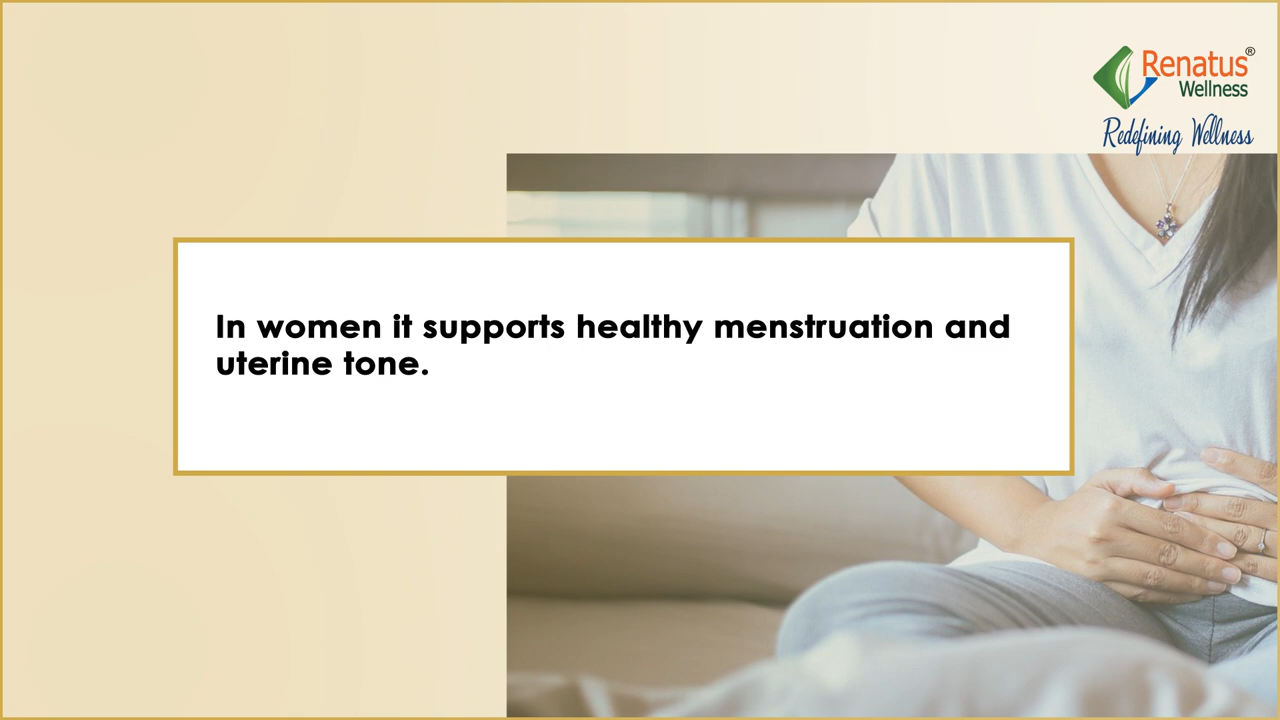 Renatus®
Wellness
Redefining Wellness
In women it supports healthy menstruation and
uterine tone.